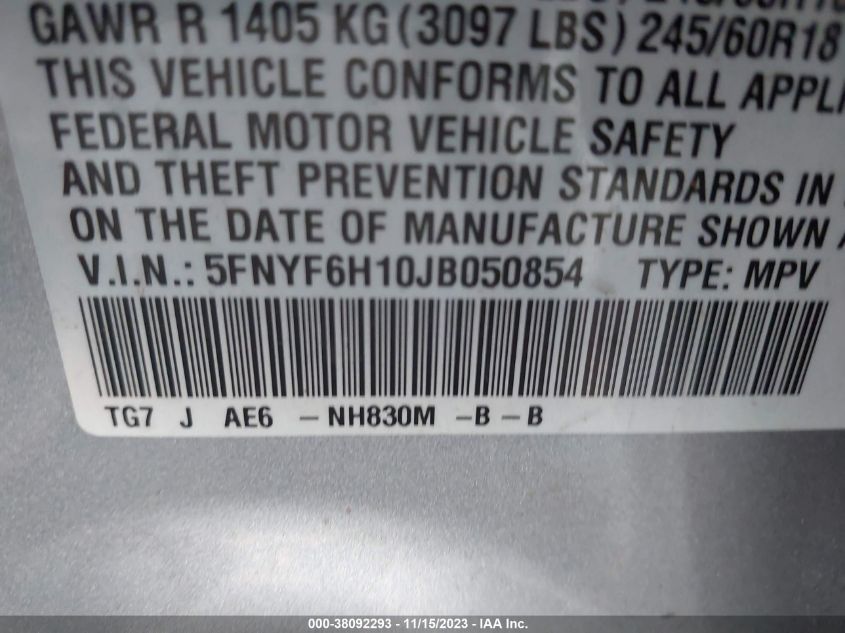 GAWR R 1405 KG (3097 LBS) 245/60R18
THIS VEHICLE CONFORMS TO ALL
FEDERAL MOTOR VEHICLE SAFETY
AND THEFT PREVENTION STANDARDS IN
ON THE DATE OF MANUFACTURE SHOWN
V.I.N.: 5FNYF6H10JB050854 TYPE: MPV
TG7 J AE6 -NH830M -B-B
000-38092293 - 11/15/2023 - IAA Inc.